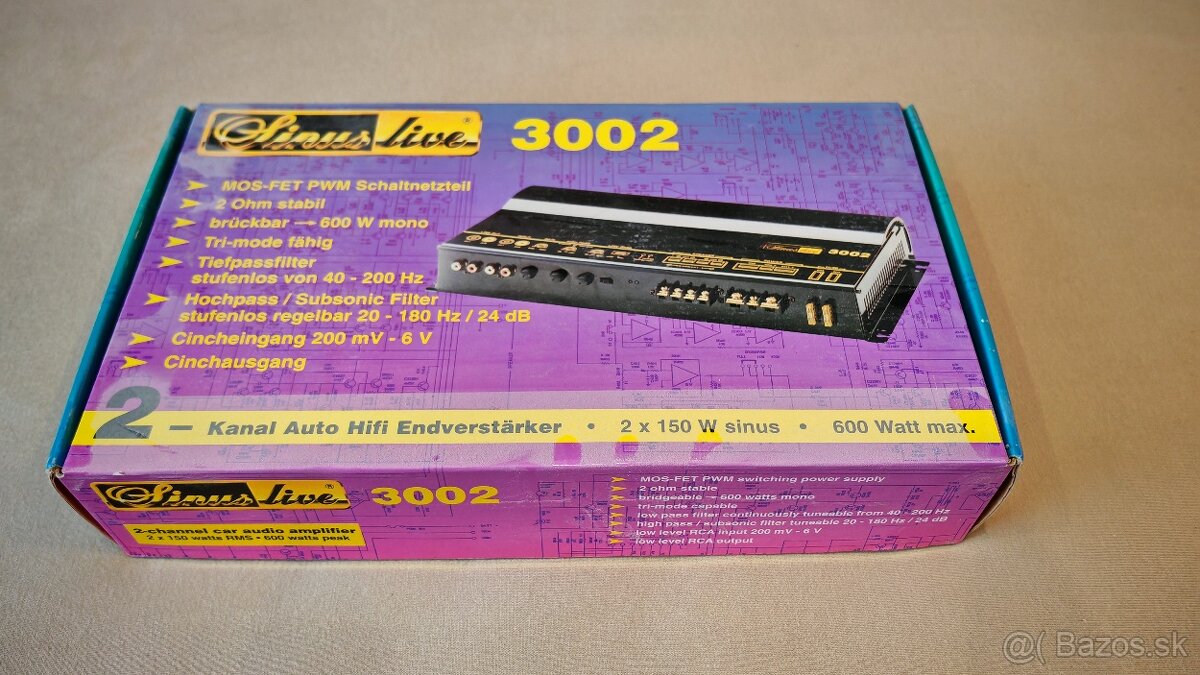 Sinus live® 3002
MOS-FET PWM Schaltnetzteil
2 Ohm stabil
brückbar → 600 W mono
Tri-mode fähig
Tiefpassfilter
stufenlos von 40 - 200 Hz
Hochpass / Subsonic Filter
stufenlos regelbar 20 - 180 Hz / 24 dB
Cincheingang 200 mV - 6 V
Cinchausgang
3002
2 – Kanal Auto Hifi Endverstärker • 2 x 150 W sinus • 600 Watt max.
Sinus live® 3002
2-channel car audio amplifier
2 x 150 watts RMS • 600 watts peak
MOS-FET PWM switching power supply
2 ohm stable
bridgeable → 600 watts mono
tri-mode capable
low pass filter continuously tuneable from 40 - 200 Hz
high pass / subsonic filter tuneable 20 - 180 Hz / 24 dB
low level RCA input 200 mV - 6 V
low level RCA output
Bazos.sk